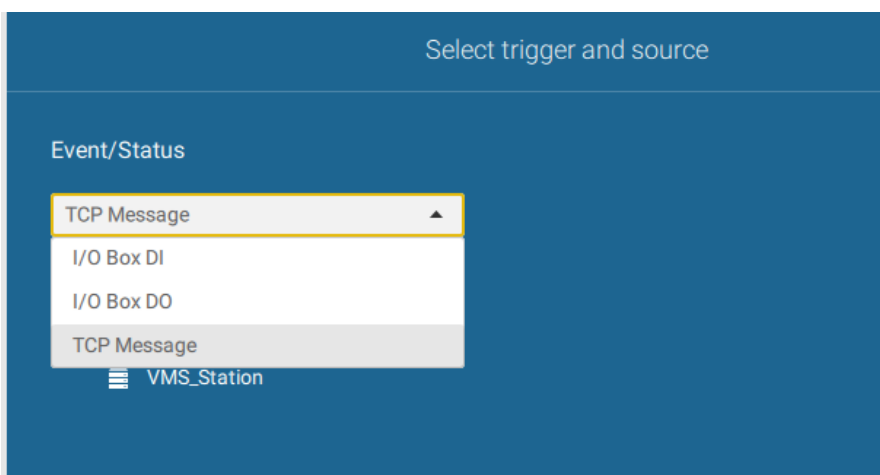 Select trigger and source
Event/Status
TCP Message
I/O Box DI
I/O Box DO
TCP Message
VMS_Station